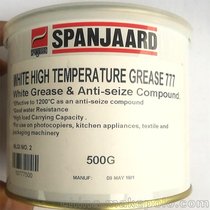 SPANJAARD
WHITE HIGH TEMPERATURE GREASE 777
White Grease & Anti-seize Compound
*Effective to 1200°C as an anti-seize compound
*Good water Resistance
*High load Carrying Capacity.
*For use on photocopiers, kitchen appliances, textile and
packaging machinery
NLGI NO. 2
500G
MANUF: